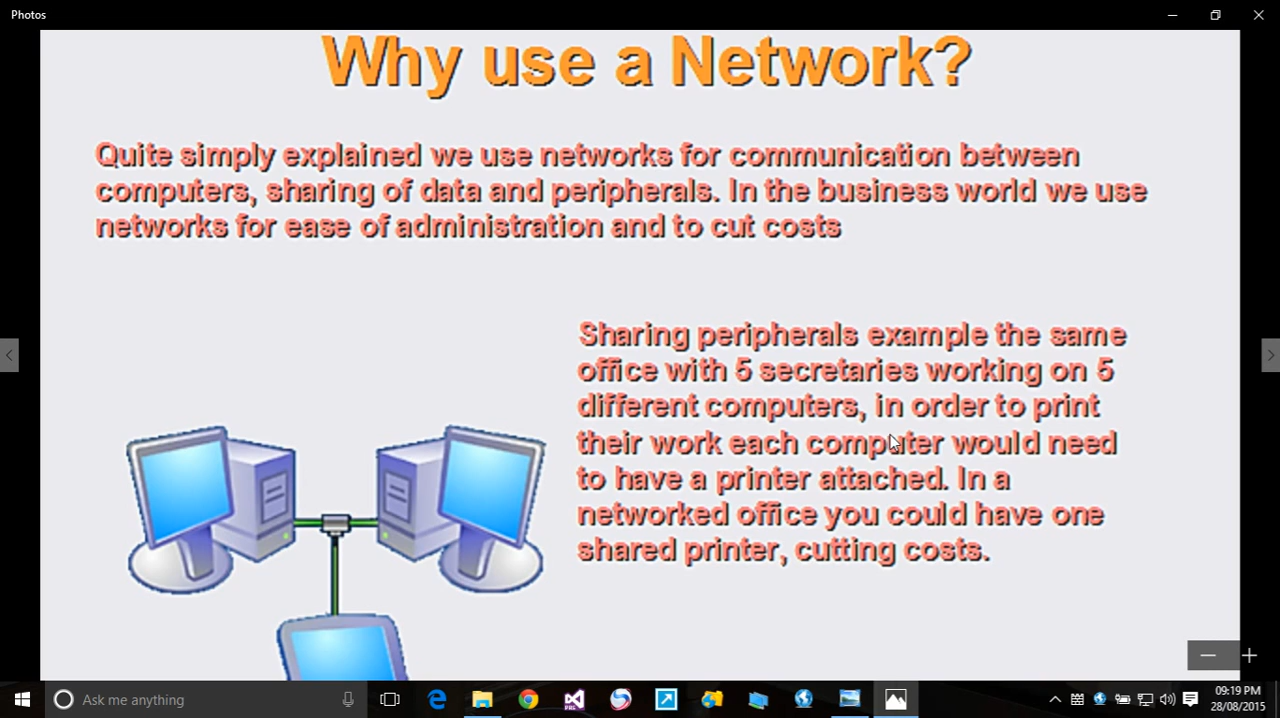 Photos
Why use a Network?
Quite simply explained we use networks for communication between
computers, sharing of data and peripherals. In the business world we use
networks for ease of administration and to cut costs
Sharing peripherals example the same
office with 5 secretaries working on 5
different computers, in order to print
their work each computer would need
to have a printer attached. In a
networked office you could have one
shared printer, cutting costs.
Ask me anything
09:19 PM
28/08/2015